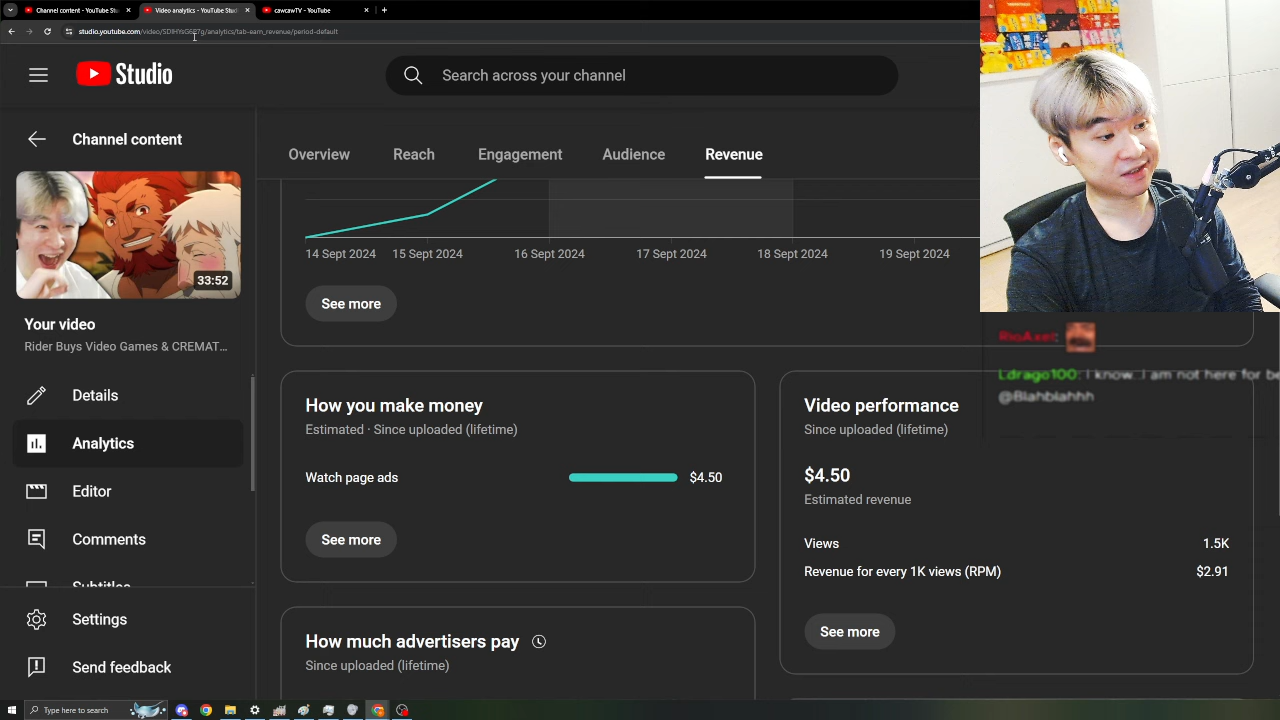 Content content - YouTube Stu
Video analytics - YouTube Stud
cawcawTV - YouTube
studio.youtube.com
/analytics/tab-earn_revenue/period-default
Studio
Search across your channel
Channel content
33:52
Your video
Rider Buys Video Games & CREMAT...
Details
Analytics
Editor
Comments
Subtitles
Settings
Send feedback
Overview
Reach
Engagement
Audience
Revenue
14 Sept 2024
15 Sept 2024
16 Sept 2024
17 Sept 2024
18 Sept 2024
19 Sept 2024
See more
How you make money
Estimated · Since uploaded (lifetime)
Watch page ads
$4.50
See more
How much advertisers pay
Since uploaded (lifetime)
Video performance
Since uploaded (lifetime)
$4.50
Estimated revenue
Views
1.5K
Revenue for every 1K views (RPM)
$2.91
See more
RioAxel:
Ldrago100: I know..i am not here for be
@Blahblahhh
Type here to search